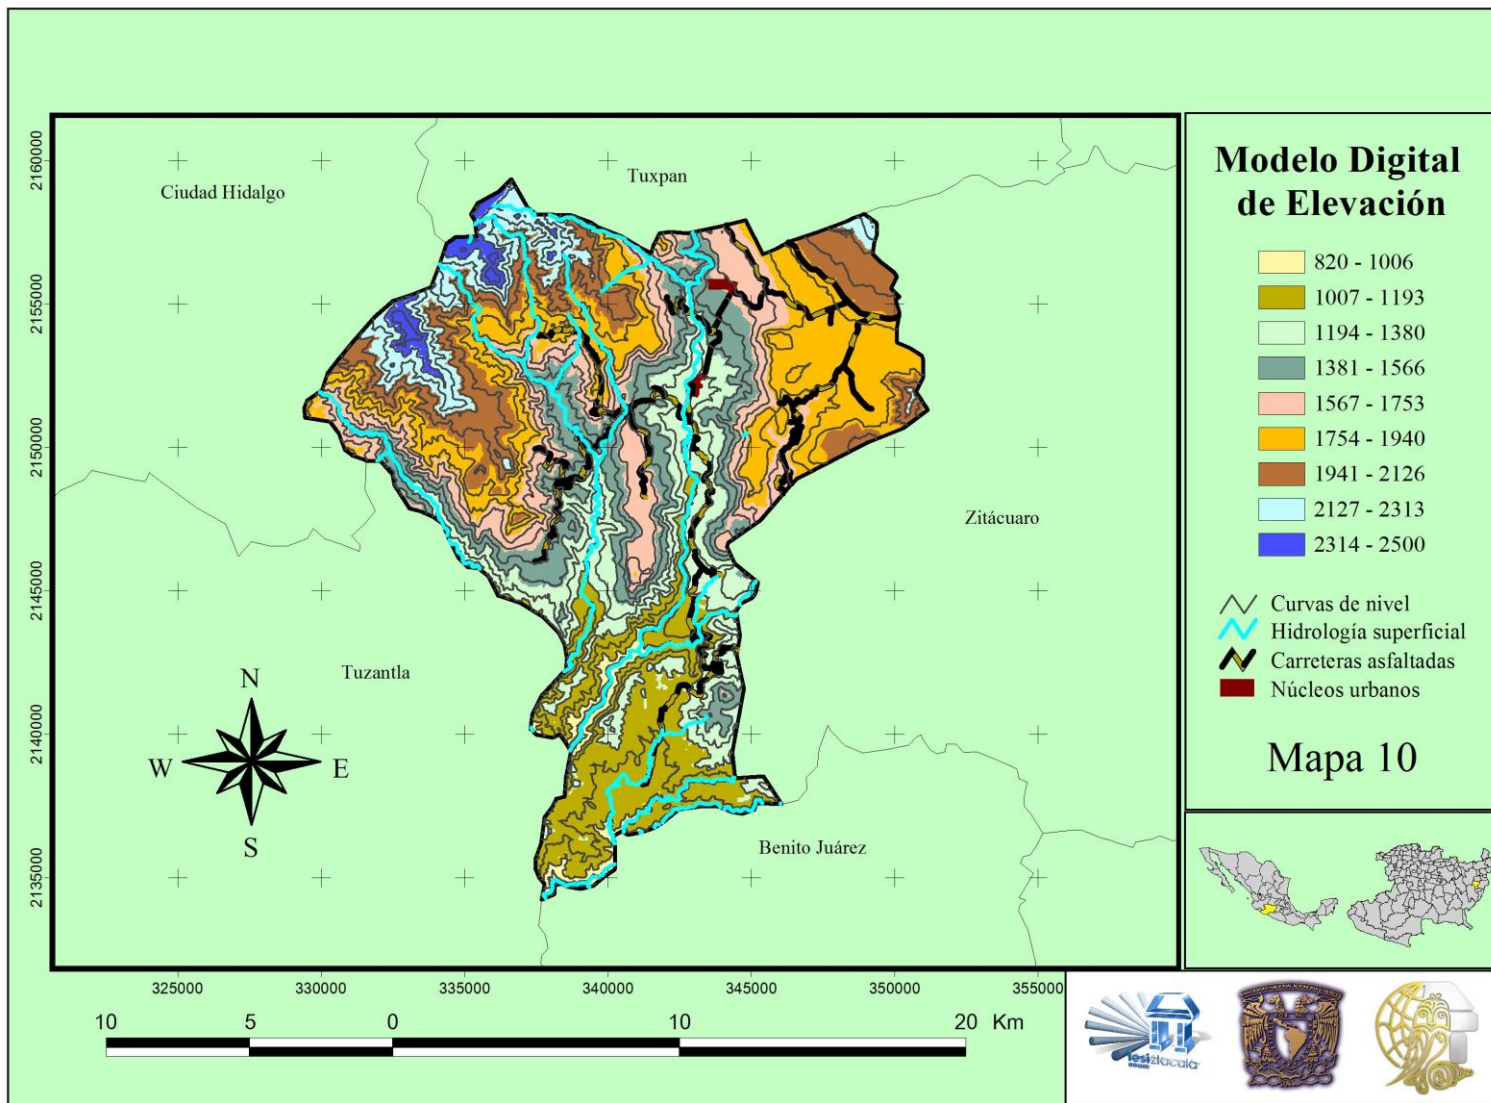 Modelo Digital
de Elevación
820 - 1006
1007 - 1193
1194 - 1380
1381 - 1566
1567 - 1753
1754 - 1940
1941 - 2126
2127 - 2313
2314 - 2500
Curvas de nivel
Hidrología superficial
Carreteras asfaltadas
Núcleos urbanos
Mapa 10
Ciudad Hidalgo
Tuxpan
Zitácuaro
Tuzantla
Benito Juárez
N
W
E
S
2160000
2155000
2150000
2145000
2140000
2135000
325000
330000
335000
340000
345000
350000
355000
10
5
0
10
20
Km
iztacala
unam